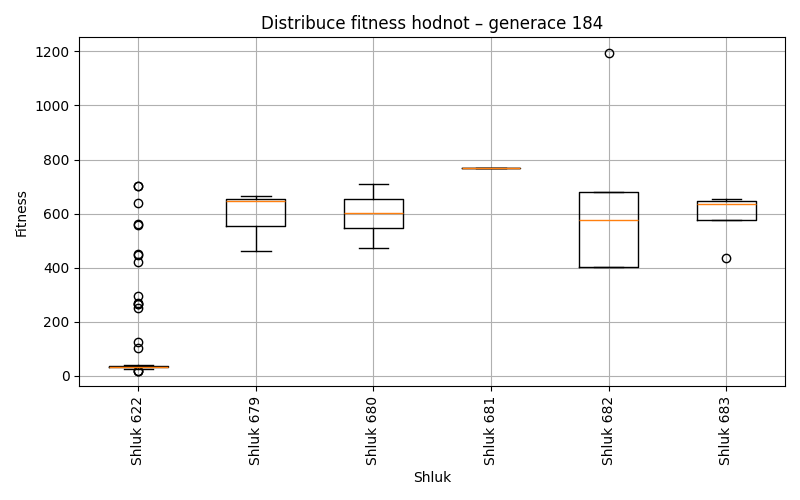 Distribuce fitness hodnot – generace 184
1200
1000
800
600
400
200
0
Fitness
Shluk 622
Shluk 679
Shluk 680
Shluk 681
Shluk 682
Shluk 683
Shluk